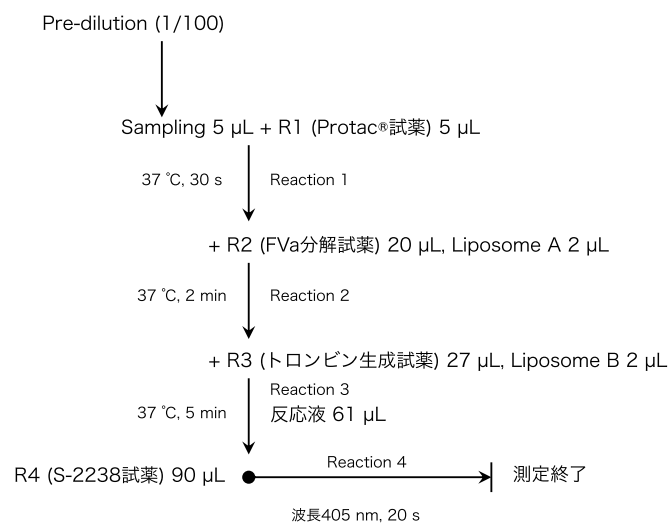 Pre-dilution (1/100)
Sampling 5 µL + R1 (Protac®試薬) 5 µL
37 ℃, 30 s
Reaction 1
+ R2 (FVa分解試薬) 20 µL, Liposome A 2 µL
37 ℃, 2 min
Reaction 2
+ R3 (トロンビン生成試薬) 27 µL, Liposome B 2 µL
Reaction 3
37 ℃, 5 min
反応液 61 µL
Reaction 4
R4 (S-2238試薬) 90 µL
測定終了
波長405 nm, 20 s